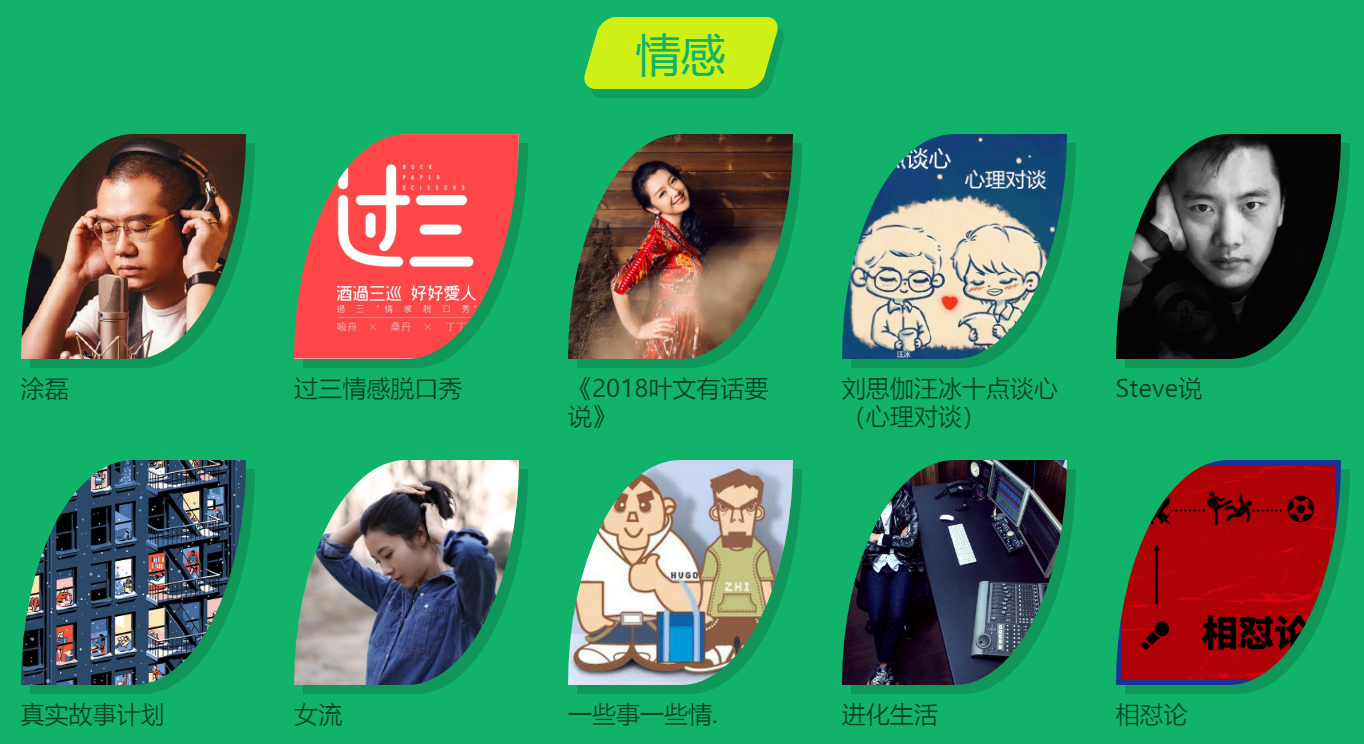 情感
点谈心
心理对谈
ROCK
PAPER
SCISSORS
过三
酒過三巡 好好愛人
過三"情感脱口秀"
喻舟 × 桑丹 × 丁丁
汪冰
涂磊
过三情感脱口秀
《2018叶文有话要
说》
刘思伽汪冰十点谈心
（心理对谈）
Steve说
HUGO
ZHI
相怼论
真实故事计划
女流
一些事一些情.
进化生活
相怼论